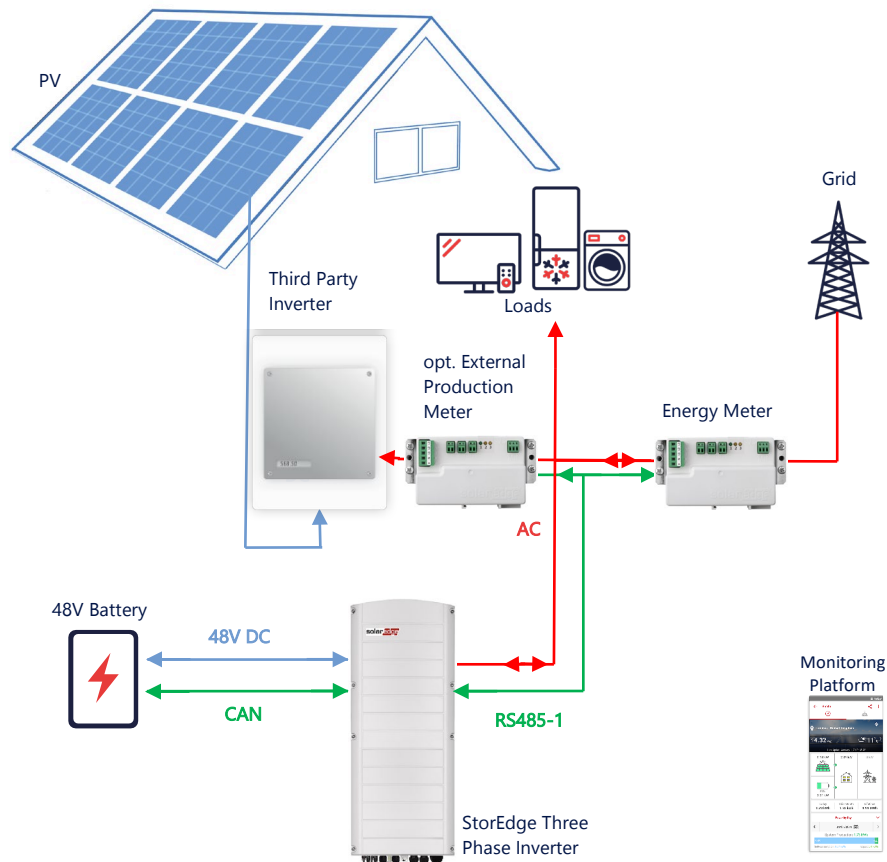 PV
Grid
Third Party
Inverter
Loads
opt. External
Production
Meter
Energy Meter
AC
48V Battery
48V DC
CAN
solaredge
RS485-1
Monitoring
Platform
StorEdge Three
Phase Inverter